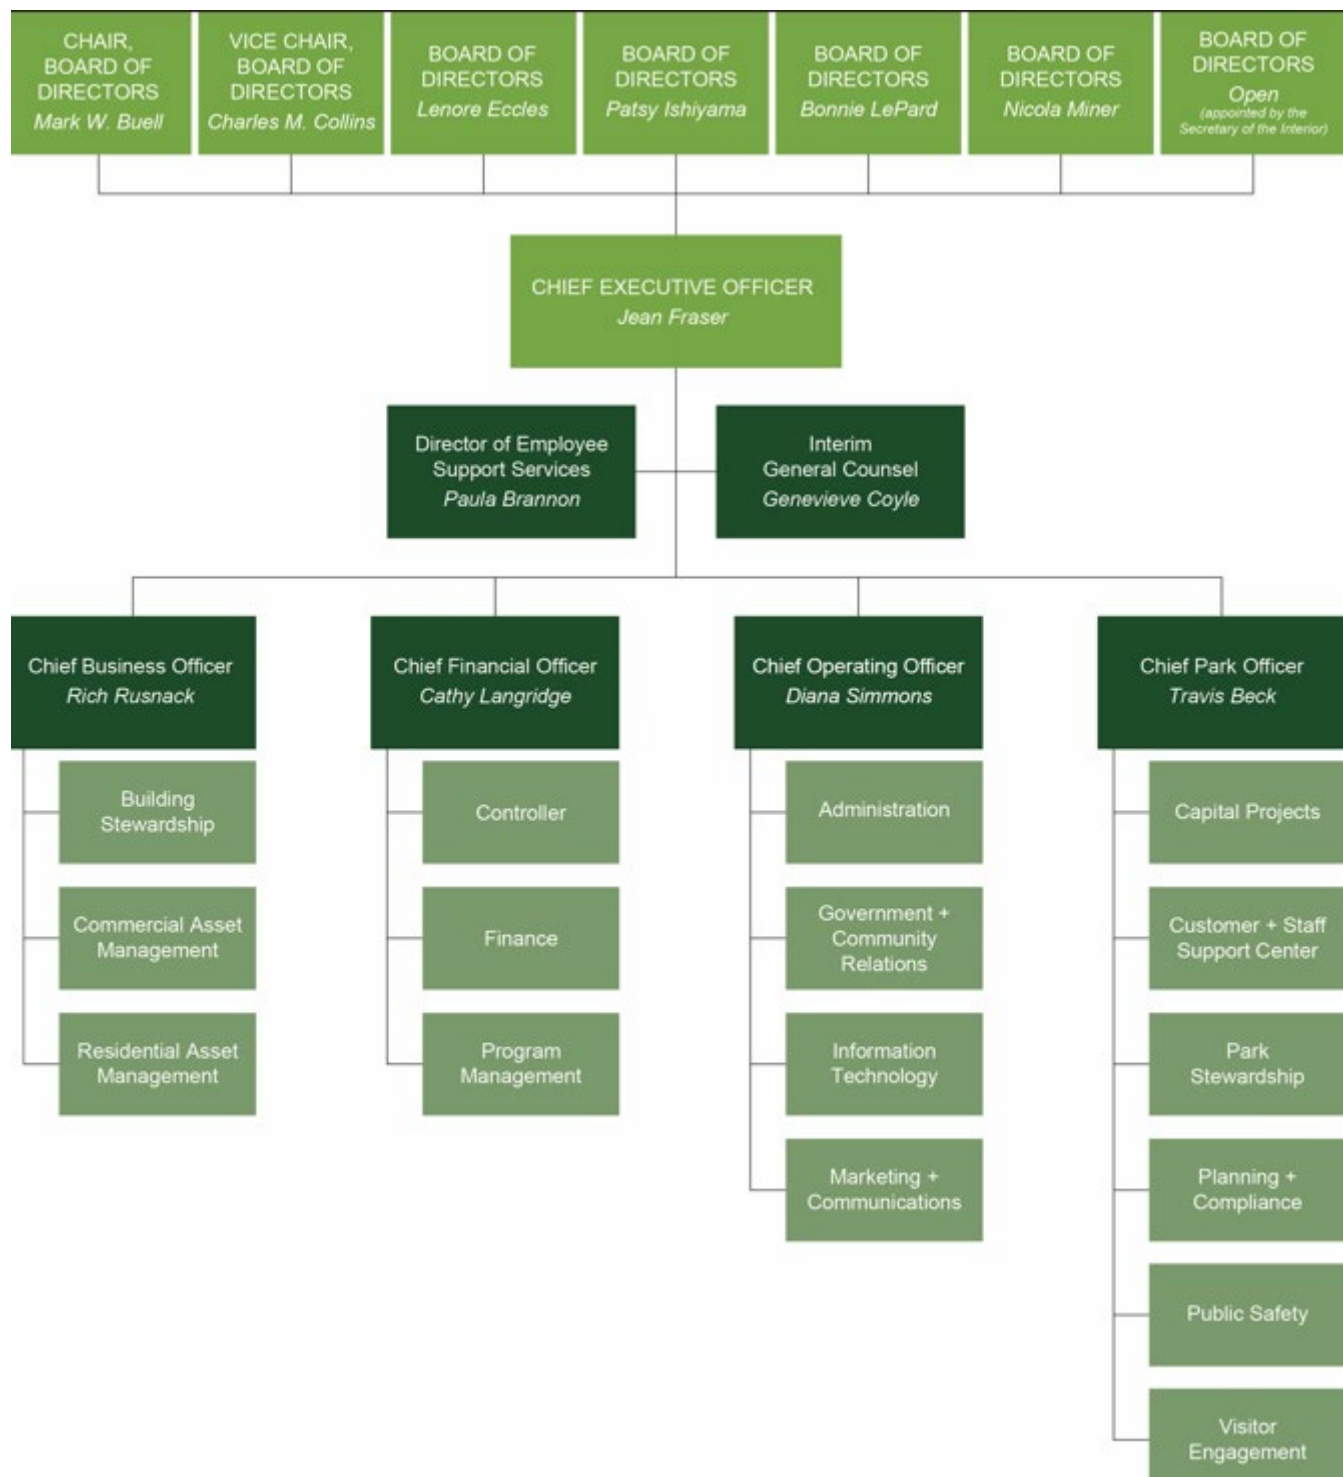 CHAIR,
BOARD OF
DIRECTORS
Mark W. Buell
VICE CHAIR,
BOARD OF
DIRECTORS
Charles M. Collins
BOARD OF
DIRECTORS
Lenore Eccles
BOARD OF
DIRECTORS
Patsy Ishiyama
BOARD OF
DIRECTORS
Bonnie LePard
BOARD OF
DIRECTORS
Nicola Miner
BOARD OF
DIRECTORS
Open
(appointed by the
Secretary of the Interior)
CHIEF EXECUTIVE OFFICER
Jean Fraser
Director of Employee
Support Services
Paula Brannon
Interim
General Counsel
Genevieve Coyle
Chief Business Officer
Rich Rusnack
Building
Stewardship
Commercial Asset
Management
Residential Asset
Management
Chief Financial Officer
Cathy Langridge
Controller
Finance
Program
Management
Chief Operating Officer
Diana Simmons
Administration
Government +
Community
Relations
Information
Technology
Marketing +
Communications
Chief Park Officer
Travis Beck
Capital Projects
Customer + Staff
Support Center
Park
Stewardship
Planning +
Compliance
Public Safety
Visitor
Engagement